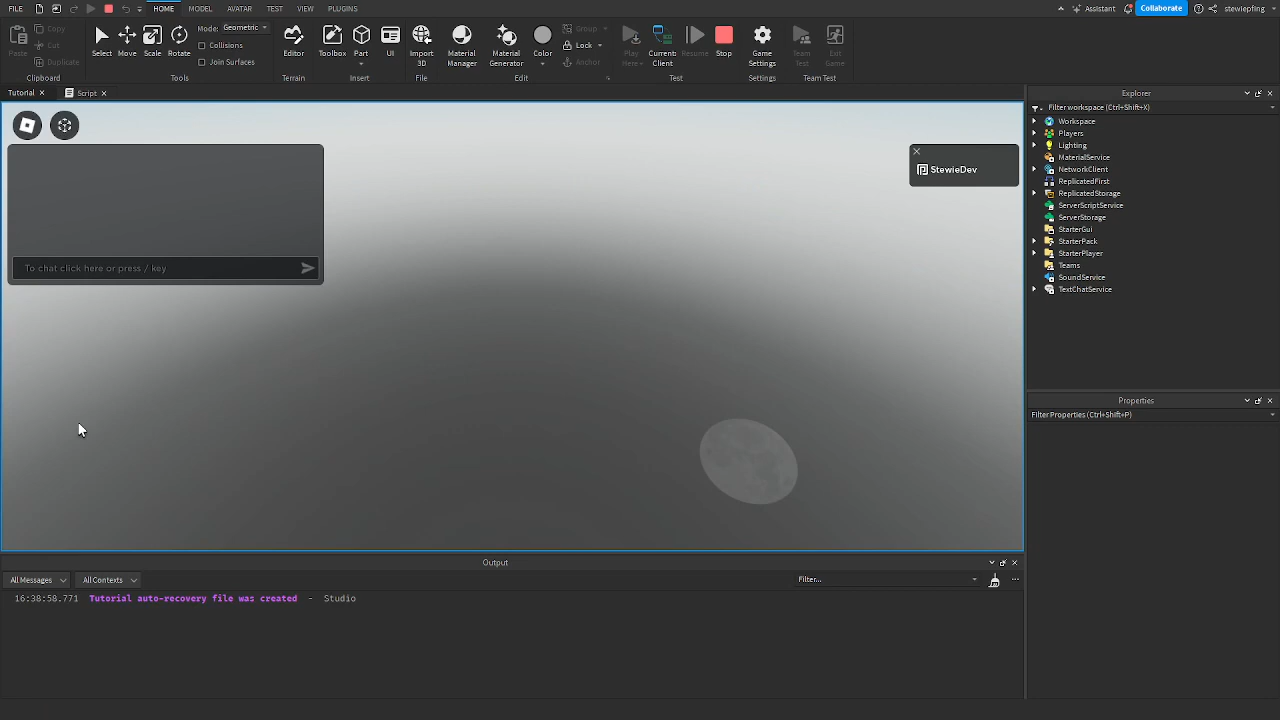 FILE HOME MODEL AVATAR TEST VIEW PLUGINS Assistant Collaborate stewiepfing
Paste Copy Cut Duplicate Select Move Scale Rotate Mode: Geometric Collisions Join Surfaces Editor Toolbox Part UI Import 3D Material Manager Material Generator Color Group Lock Anchor Play Here Current: Client Resume Stop Game Settings Team Test Exit Game
Clipboard Tools Terrain Insert File Edit Test Settings Team Test
Tutorial Script
StewieDev
To chat click here or press / key
Output
All Messages All Contexts Filter...
16:38:58.771 Tutorial auto-recovery file was created - Studio
Explorer
Filter workspace (Ctrl+Shift+X)
Workspace
Players
Lighting
MaterialService
NetworkClient
ReplicatedFirst
ReplicatedStorage
ServerScriptService
ServerStorage
StarterGui
StarterPack
StarterPlayer
Teams
SoundService
TextChatService
Properties
Filter Properties (Ctrl+Shift+P)